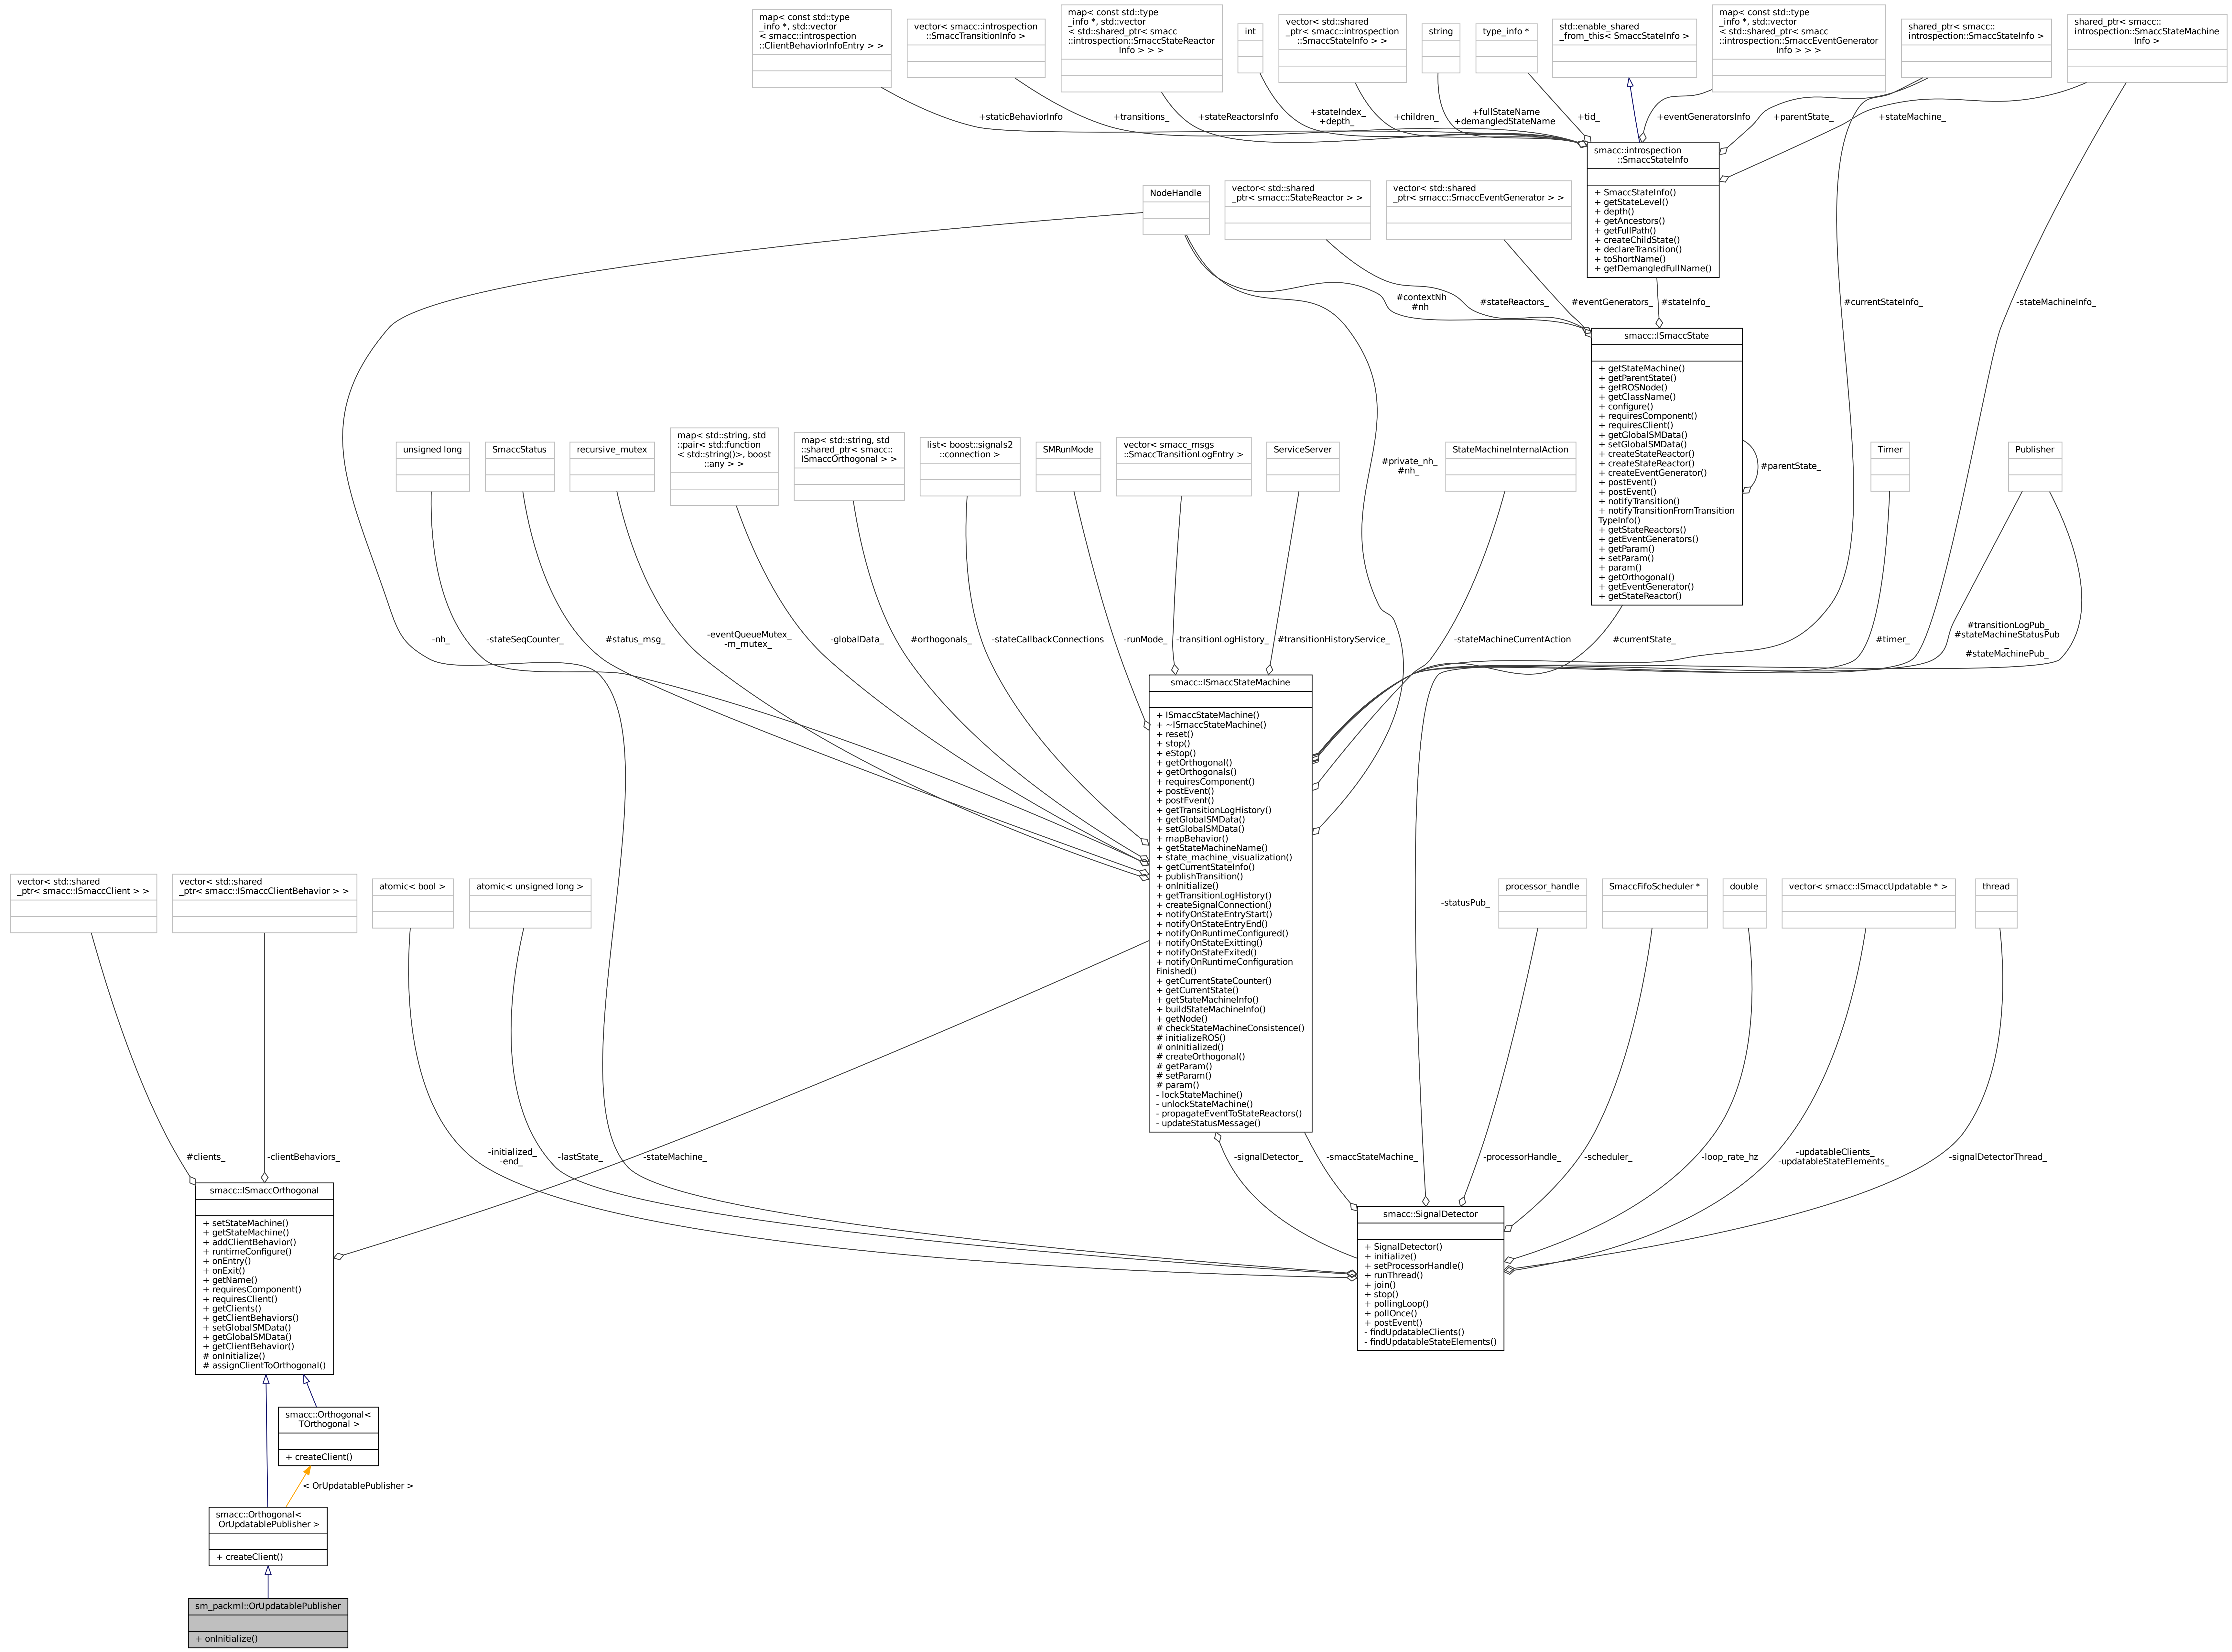 map< const std::type
_info *, std::vector
< smacc::introspection
::ClientBehaviorInfoEntry > >
vector< smacc::introspection
::SmaccTransitionInfo >
map< const std::type
_info *, std::vector
< std::shared_ptr< smacc
::introspection::SmaccStateReactor
Info > > >
int
vector< std::shared
_ptr< smacc::introspection
::SmaccStateInfo > >
string
type_info *
std::enable_shared
_from_this< SmaccStateInfo >
map< const std::type
_info *, std::vector
< std::shared_ptr< smacc
::introspection::SmaccEventGenerator
Info > > >
shared_ptr< smacc::
introspection::SmaccStateInfo >
shared_ptr< smacc::
introspection::SmaccStateMachine
Info >
+staticBehaviorInfo
+transitions_
+stateReactorsInfo
+stateIndex_
+depth_
+children_
+fullStateName
+demangledStateName
+tid_
+eventGeneratorsInfo
+parentState_
+stateMachine_
smacc::introspection
::SmaccStateInfo
+ SmaccStateInfo()
+ getStateLevel()
+ depth()
+ getAncestors()
+ getFullPath()
+ createChildState()
+ declareTransition()
+ toShortName()
+ getDemangledFullName()
NodeHandle
vector< std::shared
_ptr< smacc::StateReactor > >
vector< std::shared
_ptr< smacc::SmaccEventGenerator > >
#contextNh
#nh
#stateReactors_
#eventGenerators_
#stateInfo_
#currentStateInfo_
-stateMachineInfo_
smacc::ISmaccState
+ getStateMachine()
+ getParentState()
+ getROSNode()
+ getClassName()
+ configure()
+ requiresComponent()
+ requiresClient()
+ getGlobalSMData()
+ setGlobalSMData()
+ createStateReactor()
+ createStateReactor()
+ createEventGenerator()
+ postEvent()
+ postEvent()
+ notifyTransition()
+ notifyTransitionFromTransition
TypeInfo()
+ getStateReactors()
+ getEventGenerators()
+ getParam()
+ setParam()
+ param()
+ getOrthogonal()
+ getEventGenerator()
+ getStateReactor()
#parentState_
unsigned long
SmaccStatus
recursive_mutex
map< std::string, std
::pair< std::function
< std::string()>, boost
::any > >
map< std::string, std
::shared_ptr< smacc::
ISmaccOrthogonal > >
list< boost::signals2
::connection >
SMRunMode
vector< smacc_msgs
::SmaccTransitionLogEntry >
ServiceServer
#private_nh_
#nh_
StateMachineInternalAction
Timer
Publisher
-nh_
-stateSeqCounter_
#status_msg_
-eventQueueMutex_
-m_mutex_
-globalData_
#orthogonals_
-stateCallbackConnections
-runMode_
-transitionLogHistory_
#transitionHistoryService_
-stateMachineCurrentAction
#currentState_
#timer_
#transitionLogPub_
#stateMachineStatusPub
_
#stateMachinePub_
smacc::ISmaccStateMachine
+ ISmaccStateMachine()
+ ~ISmaccStateMachine()
+ reset()
+ stop()
+ eStop()
+ getOrthogonal()
+ getOrthogonals()
+ requiresComponent()
+ postEvent()
+ postEvent()
+ getTransitionLogHistory()
+ getGlobalSMData()
+ setGlobalSMData()
+ mapBehavior()
+ getStateMachineName()
+ state_machine_visualization()
+ getCurrentStateInfo()
+ publishTransition()
+ onInitialize()
+ getTransitionLogHistory()
+ createSignalConnection()
+ notifyOnStateEntryStart()
+ notifyOnStateEntryEnd()
+ notifyOnRuntimeConfigured()
+ notifyOnStateExitting()
+ notifyOnStateExited()
+ notifyOnRuntimeConfiguration
Finished()
+ getCurrentStateCounter()
+ getCurrentState()
+ getStateMachineInfo()
+ buildStateMachineInfo()
+ getNode()
# checkStateMachineConsistence()
# initializeROS()
# onInitialized()
# createOrthogonal()
# getParam()
# setParam()
# param()
- lockStateMachine()
- unlockStateMachine()
- propagateEventToStateReactors()
- updateStatusMessage()
vector< std::shared
_ptr< smacc::ISmaccClient > >
vector< std::shared
_ptr< smacc::ISmaccClientBehavior > >
atomic< bool >
atomic< unsigned long >
-statusPub_
processor_handle
SmaccFifoScheduler *
double
vector< smacc::ISmaccUpdatable * >
thread
#clients_
-clientBehaviors_
-initialized_
-end_
-lastState_
-stateMachine_
-signalDetector_
-smaccStateMachine_
-processorHandle_
-scheduler_
-loop_rate_hz
-updatableClients_
-updatableStateElements_
-signalDetectorThread_
smacc::ISmaccOrthogonal
+ setStateMachine()
+ getStateMachine()
+ addClientBehavior()
+ runtimeConfigure()
+ onEntry()
+ onExit()
+ getName()
+ requiresComponent()
+ requiresClient()
+ getClients()
+ getClientBehaviors()
+ setGlobalSMData()
+ getGlobalSMData()
+ getClientBehavior()
# onInitialize()
# assignClientToOrthogonal()
smacc::SignalDetector
+ SignalDetector()
+ initialize()
+ setProcessorHandle()
+ runThread()
+ join()
+ stop()
+ pollingLoop()
+ pollOnce()
+ postEvent()
- findUpdatableClients()
- findUpdatableStateElements()
smacc::Orthogonal<
TOrthogonal >
+ createClient()
< OrUpdatablePublisher >
smacc::Orthogonal<
OrUpdatablePublisher >
+ createClient()
sm_packml::OrUpdatablePublisher
+ onInitialize()